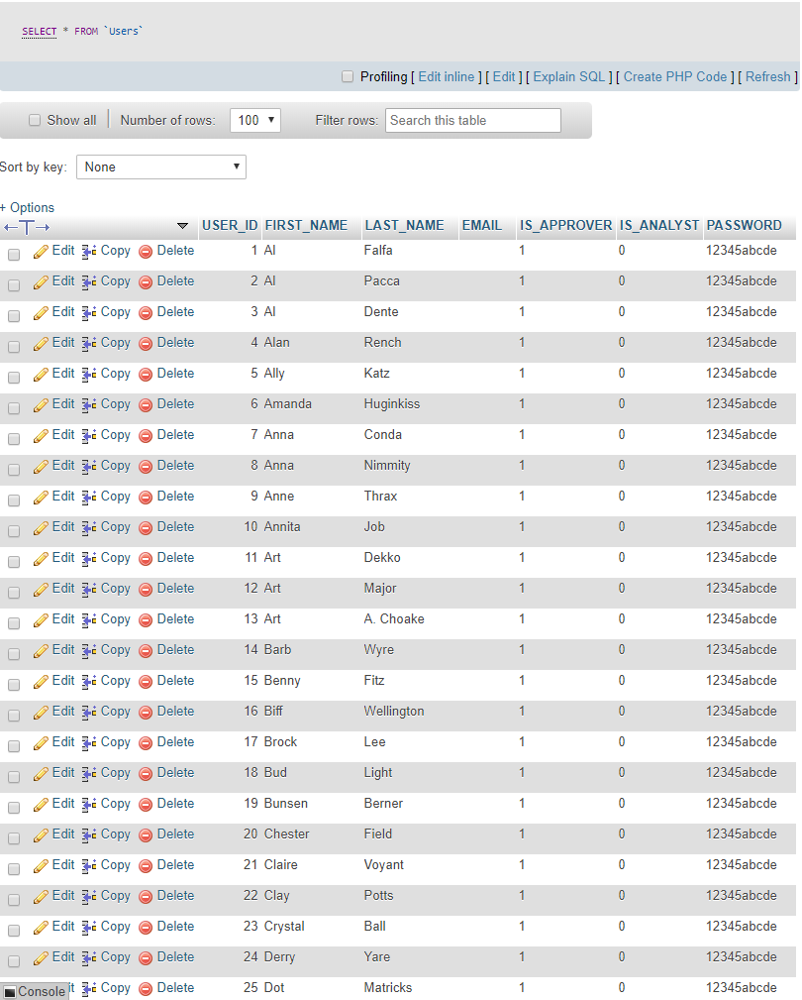 SELECT * FROM `Users`
Profiling [ Edit inline ] [ Edit ] [ Explain SQL ] [ Create PHP Code ] [ Refresh ]
Show all Number of rows: 100 Filter rows: Search this table
Sort by key: None
+ Options
←T→ USER_ID FIRST_NAME LAST_NAME EMAIL IS_APPROVER IS_ANALYST PASSWORD
Edit Copy Delete 1 Al Falfa 1 0 12345abcde
Edit Copy Delete 2 Al Pacca 1 0 12345abcde
Edit Copy Delete 3 Al Dente 1 0 12345abcde
Edit Copy Delete 4 Alan Rench 1 0 12345abcde
Edit Copy Delete 5 Ally Katz 1 0 12345abcde
Edit Copy Delete 6 Amanda Huginkiss 1 0 12345abcde
Edit Copy Delete 7 Anna Conda 1 0 12345abcde
Edit Copy Delete 8 Anna Nimmity 1 0 12345abcde
Edit Copy Delete 9 Anne Thrax 1 0 12345abcde
Edit Copy Delete 10 Annita Job 1 0 12345abcde
Edit Copy Delete 11 Art Dekko 1 0 12345abcde
Edit Copy Delete 12 Art Major 1 0 12345abcde
Edit Copy Delete 13 Art A. Choake 1 0 12345abcde
Edit Copy Delete 14 Barb Wyre 1 0 12345abcde
Edit Copy Delete 15 Benny Fitz 1 0 12345abcde
Edit Copy Delete 16 Biff Wellington 1 0 12345abcde
Edit Copy Delete 17 Brock Lee 1 0 12345abcde
Edit Copy Delete 18 Bud Light 1 0 12345abcde
Edit Copy Delete 19 Bunsen Berner 1 0 12345abcde
Edit Copy Delete 20 Chester Field 1 0 12345abcde
Edit Copy Delete 21 Claire Voyant 1 0 12345abcde
Edit Copy Delete 22 Clay Potts 1 0 12345abcde
Edit Copy Delete 23 Crystal Ball 1 0 12345abcde
Edit Copy Delete 24 Derry Yare 1 0 12345abcde
Console Copy Delete 25 Dot Matricks 1 0 12345abcde